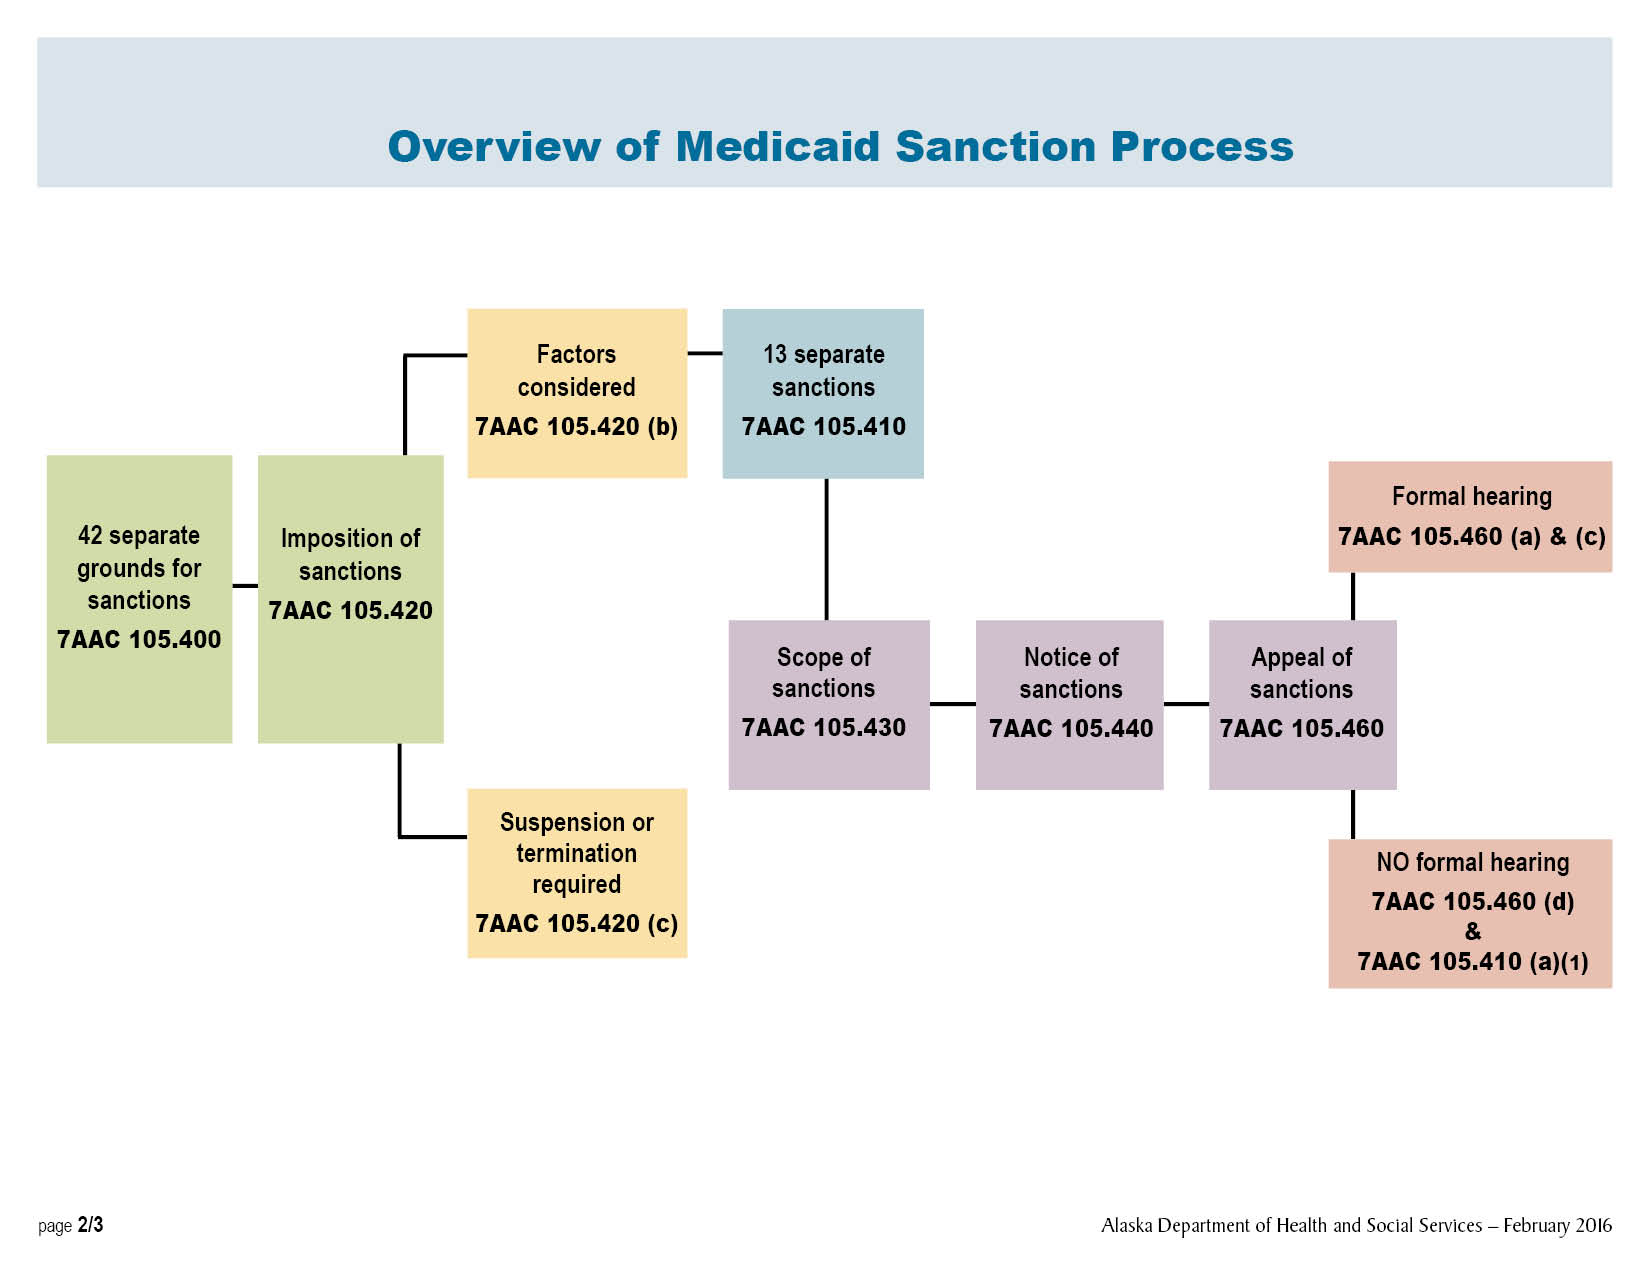 Overview of Medicaid Sanction Process
42 separate
grounds for
sanctions
7AAC 105.400
Imposition of
sanctions
7AAC 105.420
Factors
considered
7AAC 105.420 (b)
13 separate
sanctions
7AAC 105.410
Suspension or
termination
required
7AAC 105.420 (c)
Scope of
sanctions
7AAC 105.430
Notice of
sanctions
7AAC 105.440
Appeal of
sanctions
7AAC 105.460
Formal hearing
7AAC 105.460 (a) & (c)
NO formal hearing
7AAC 105.460 (d)
&
7AAC 105.410 (a)(1)
page 2/3
Alaska Department of Health and Social Services – February 2016